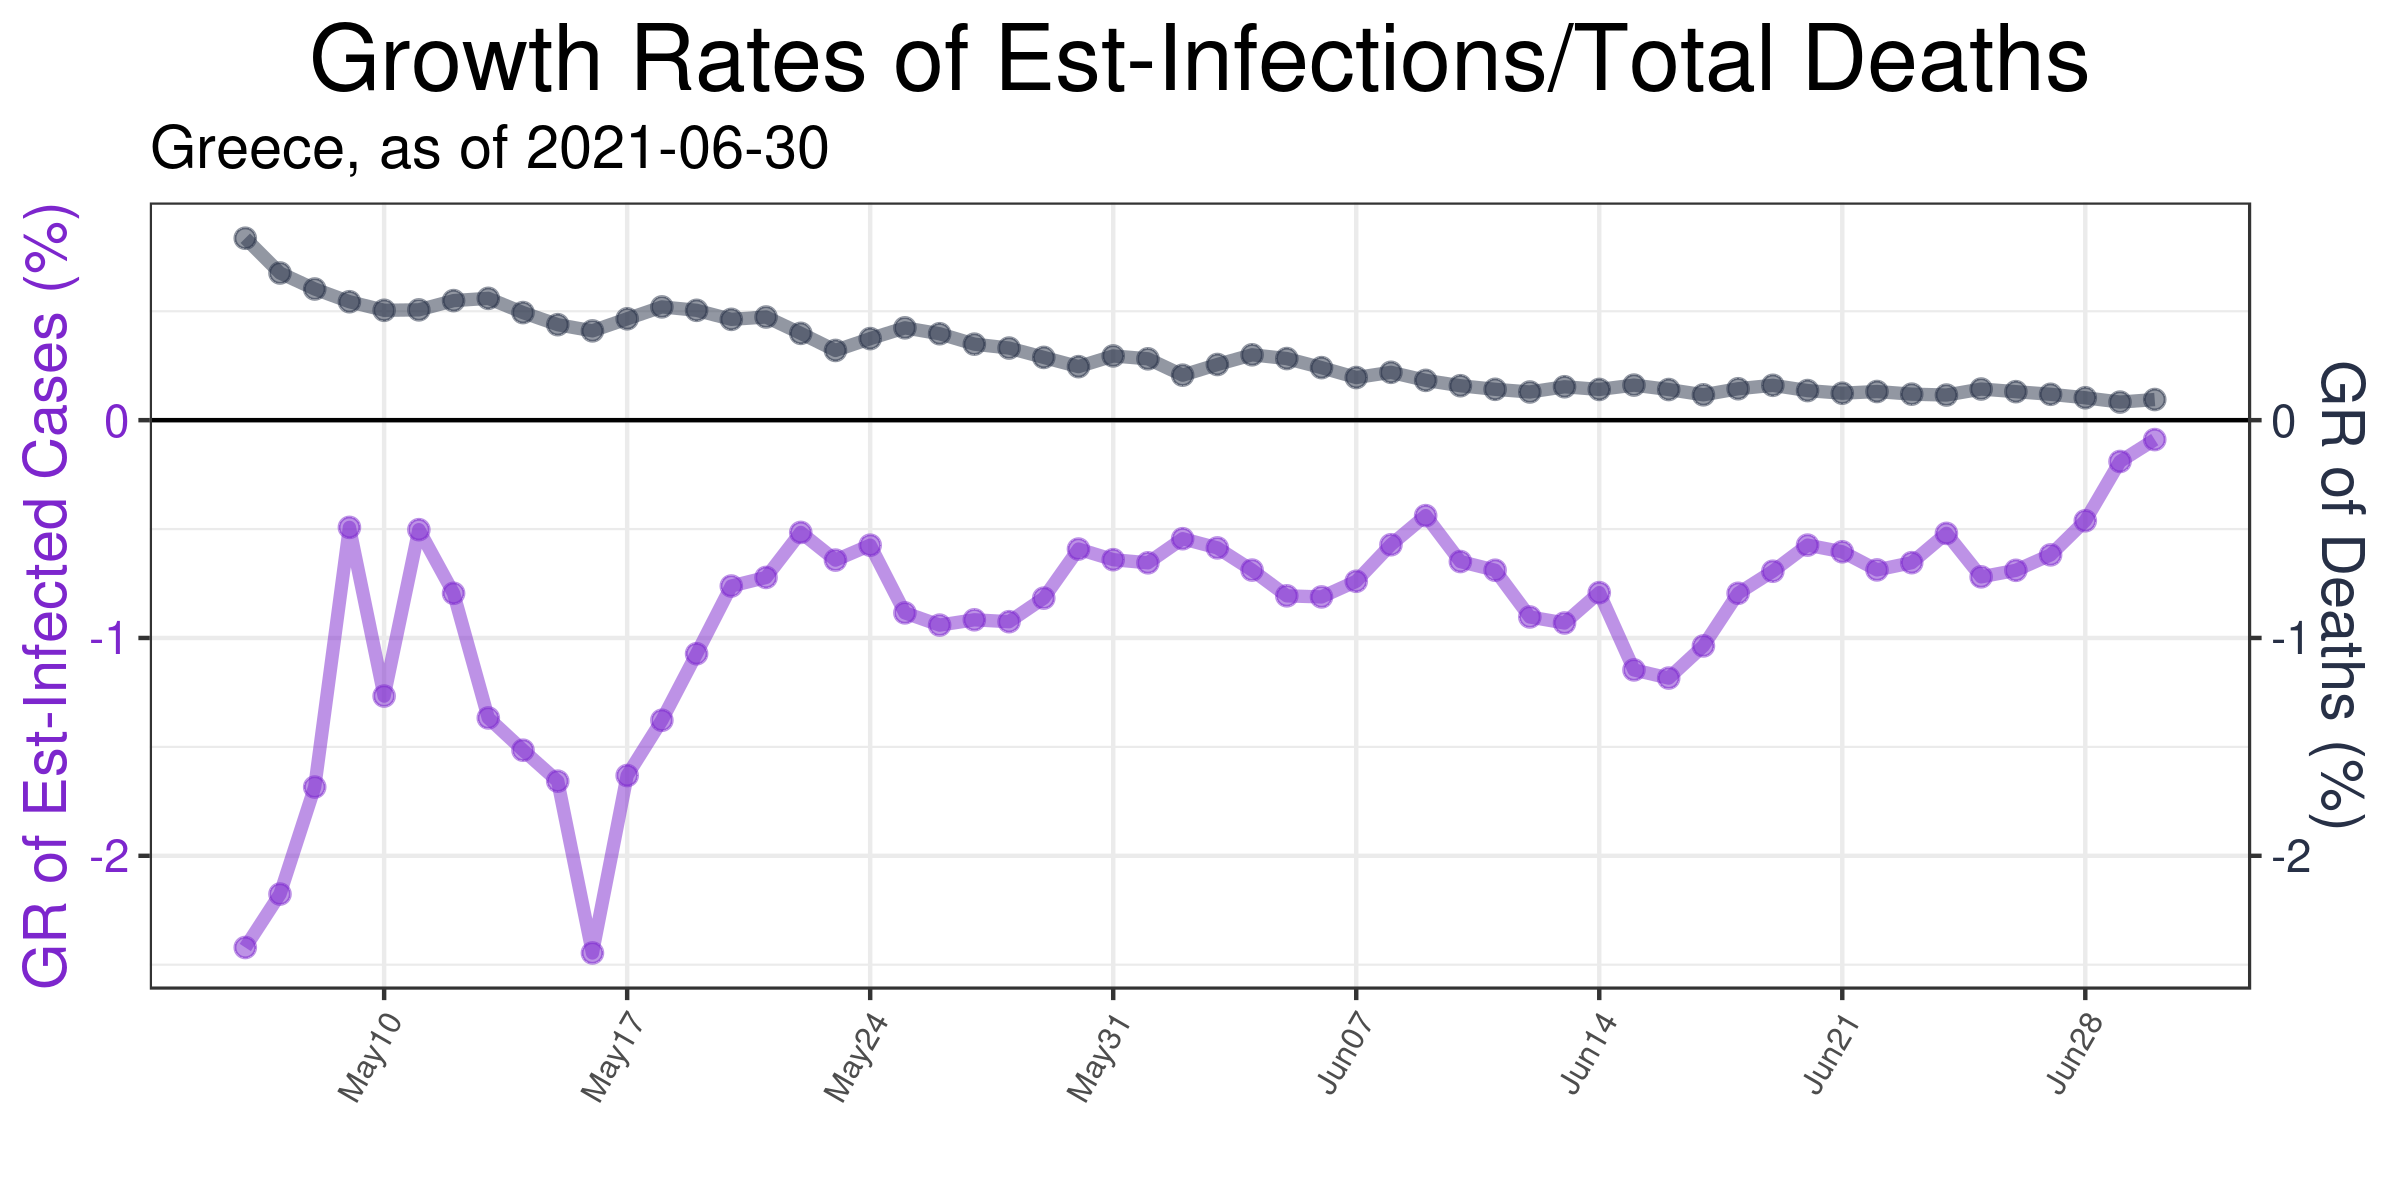 Growth Rates of Est-Infections/Total Deaths
Greece, as of 2021-06-30
GR of Est-Infected Cases (%)
0
-1
-2
0
-1
-2
GR of Deaths (%)
May10
May17
May24
May31
Jun07
Jun14
Jun21
Jun28